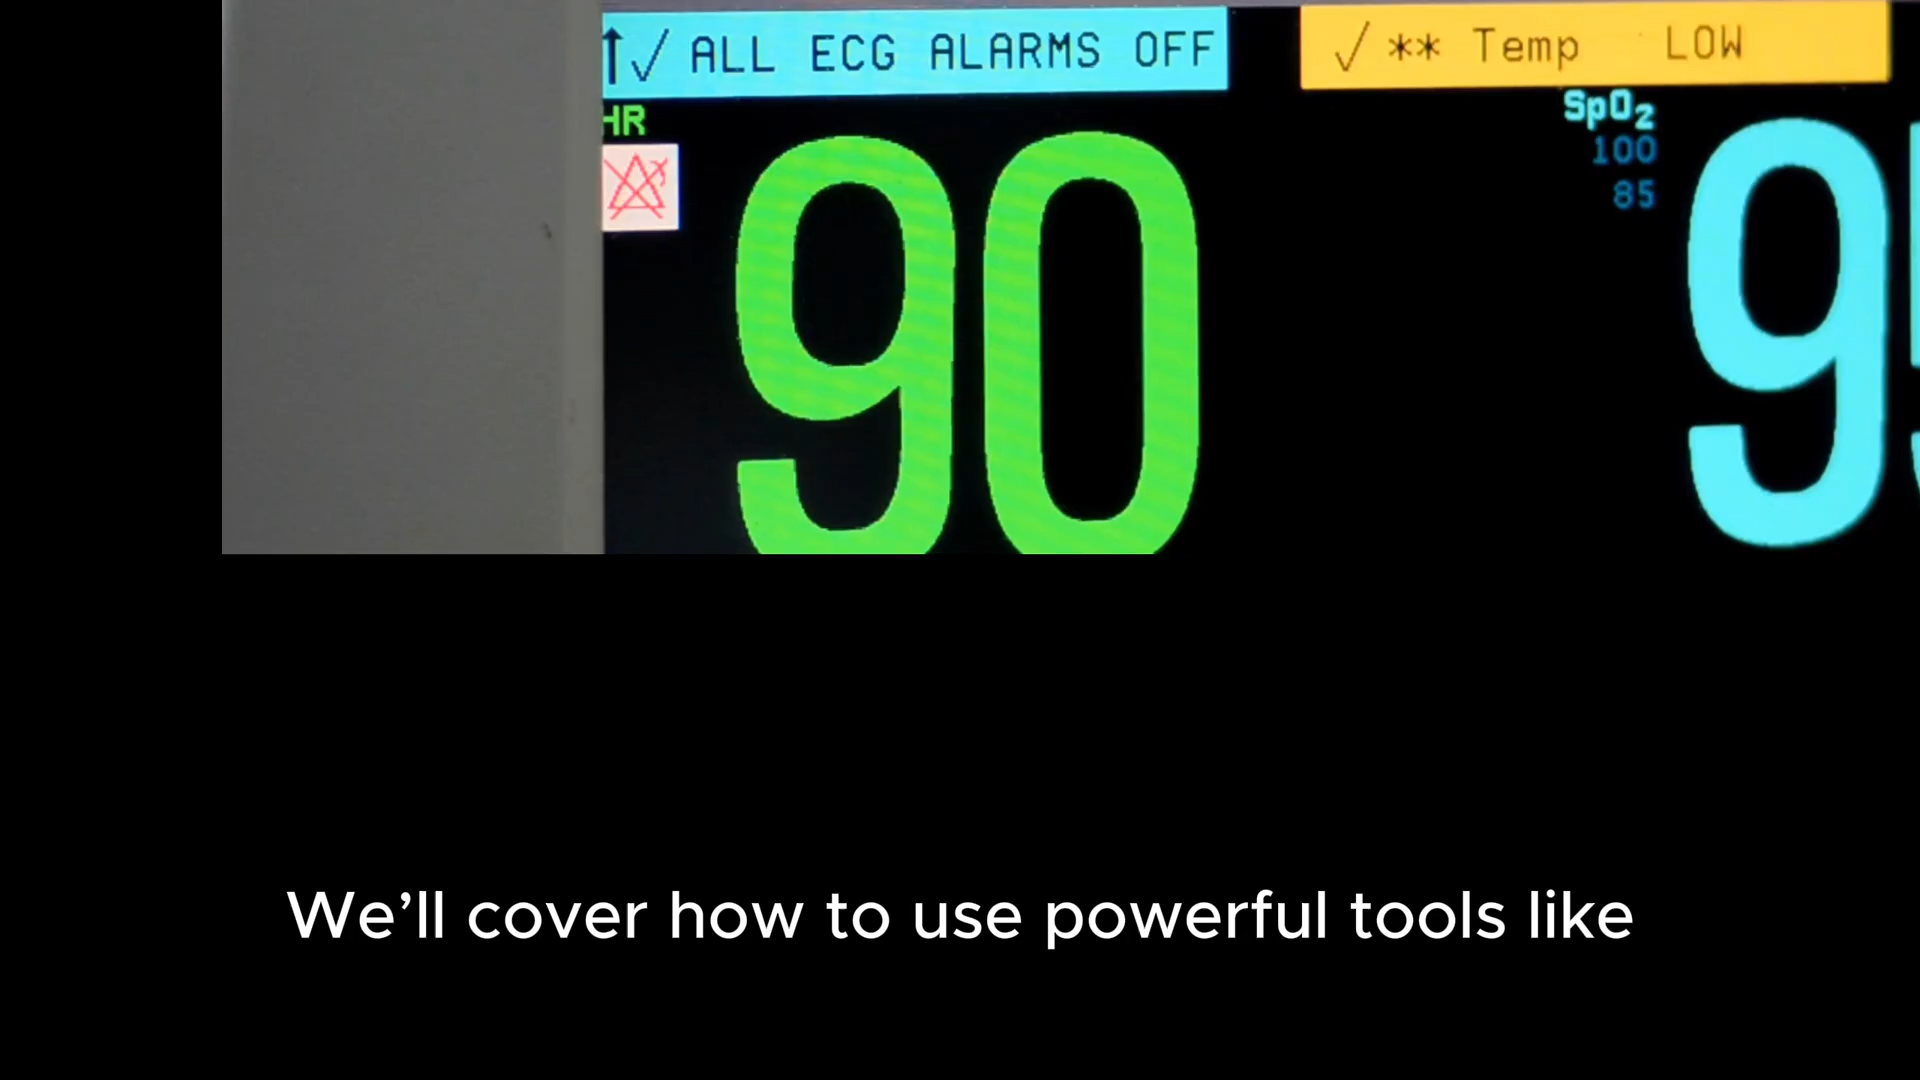 ↑✓ ALL ECG ALARMS OFF
✓ ** Temp LOW
HR
SpO₂
100
85
90
9
We’ll cover how to use powerful tools like